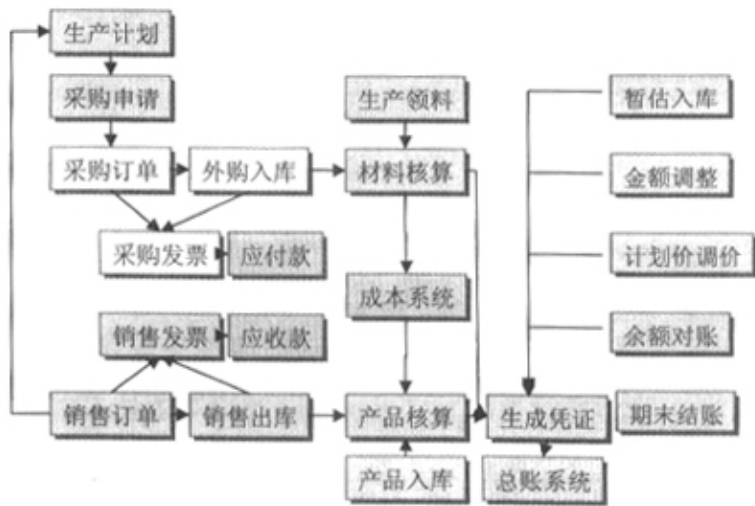 生产计划
采购申请
生产领料
暂估入库
采购订单
外购入库
材料核算
金额调整
采购发票
应付款
计划价调价
成本系统
销售发票
应收款
余额对账
销售订单
销售出库
产品核算
生成凭证
期末结账
产品入库
总账系统